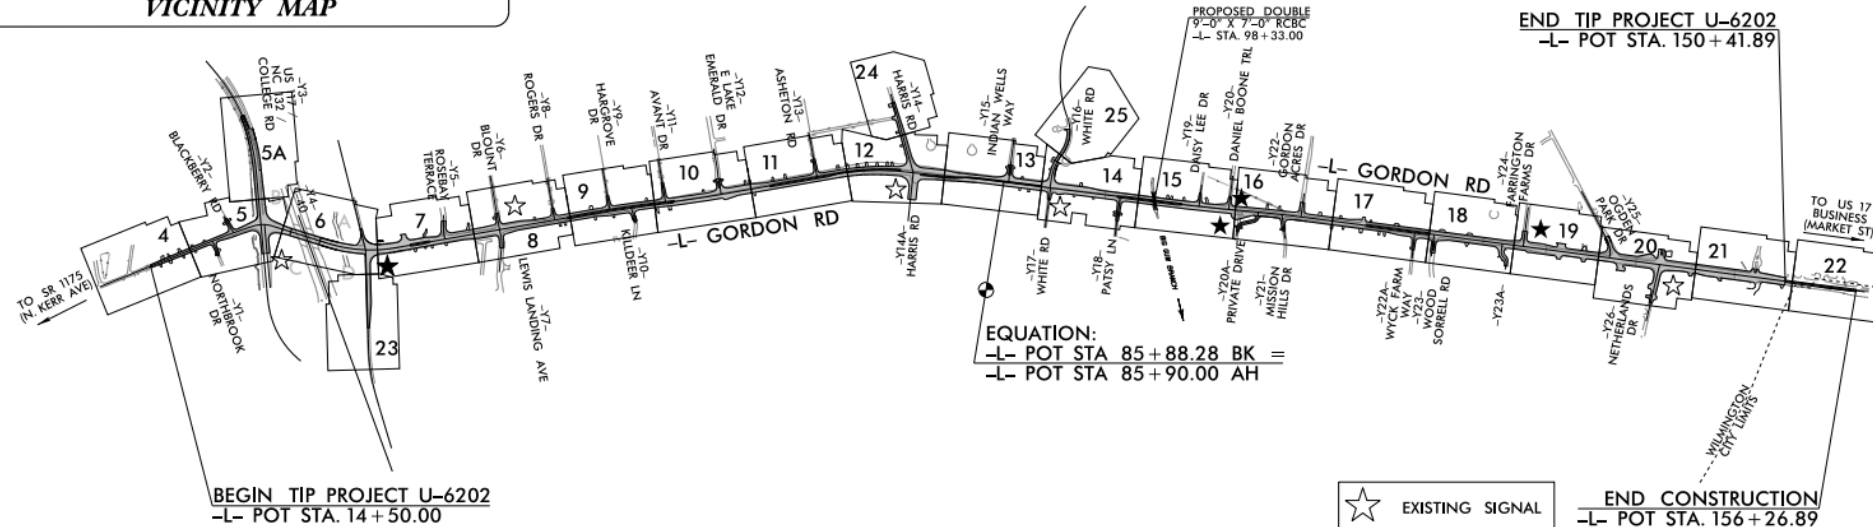 VICINITY MAP
PROPOSED DOUBLE
9'-0" X 7'-0" RCBC
-L- STA. 98+33.00
END TIP PROJECT U-6202
-L- POT STA. 150+41.89
-Y3-
US 117 /
NC 132 /
COLLEGE RD
5A
-Y2-
BLACKBERRY
RD
4
5
-Y1-
NORTHBROOK
DR
TO SR 1175
(N. KERR AVE)
-Y4-
I-40
6
A
B
C
D
7
-Y5-
ROSEBAY
TERRACE
-Y6-
BLOUNT
DR
-Y7-
LEWIS LANDING AVE
8
-Y8-
ROGERS DR
9
-Y9-
HARGROVE
DR
-Y10-
KILLDEER LN
-Y11-
AVANT DR
10
-Y12-
E LAKE
EMERALD DR
11
-Y13-
ASHETON RD
12
24
-Y14-
HARRIS RD
-Y14A-
HARRIS RD
-L- GORDON RD
23
-Y15-
INDIAN WELLS
WAY
13
-Y16-
WHITE RD
25
-Y17-
WHITE RD
14
-Y18-
PATSY LN
15
-Y19-
DAISY LEE DR
-Y20-
DANIEL BOONE TRL
16
-Y20A-
PRIVATE DRIVE
-Y21-
MISSION
HILLS DR
-Y22-
GORDON
ACRES DR
-L- GORDON RD
17
-Y22A-
WYCK FARM
WAY
-Y23-
WOOD
SORRELL RD
18
C
-Y23A-
-Y24-
FARRINGTON
FARMS DR
19
-Y25-
OGDEN
PARK DR
20
-Y26-
NETHERLANDS
DR
21
22
TO US 17
BUSINESS
(MARKET ST)
WILMINGTON
CITY LIMITS
EQUATION:
-L- POT STA 85+88.28 BK =
-L- POT STA 85+90.00 AH
BEGIN TIP PROJECT U-6202
-L- POT STA. 14+50.00
EXISTING SIGNAL
END CONSTRUCTION
-L- POT STA. 156+26.89